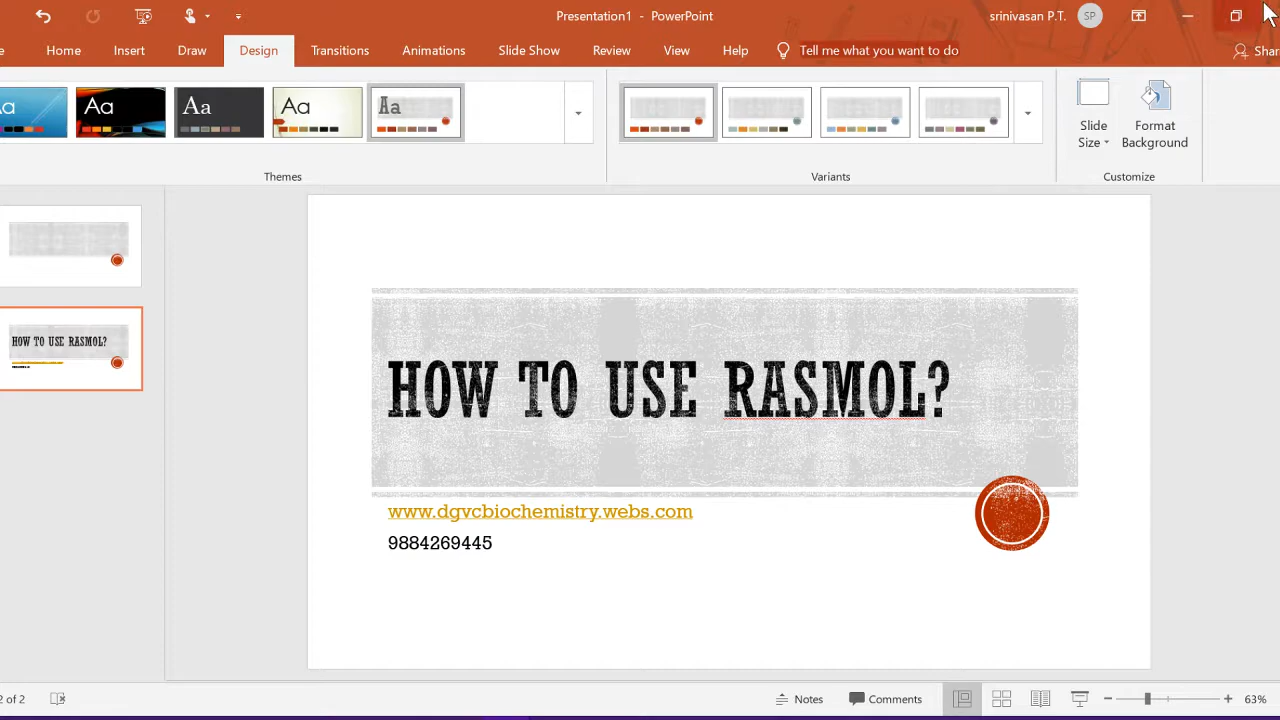 Presentation1 - PowerPoint
srinivasan P.T. SP
Home Insert Draw Design Transitions Animations Slide Show Review View Help Tell me what you want to do
Aa Aa Aa Aa
Slide Size
Format Background
Themes Variants Customize
HOW TO USE RASMOL?
HOW TO USE RASMOL?
www.dgvcbiochemistry.webs.com
9884269445
2 of 2 Notes Comments 63%